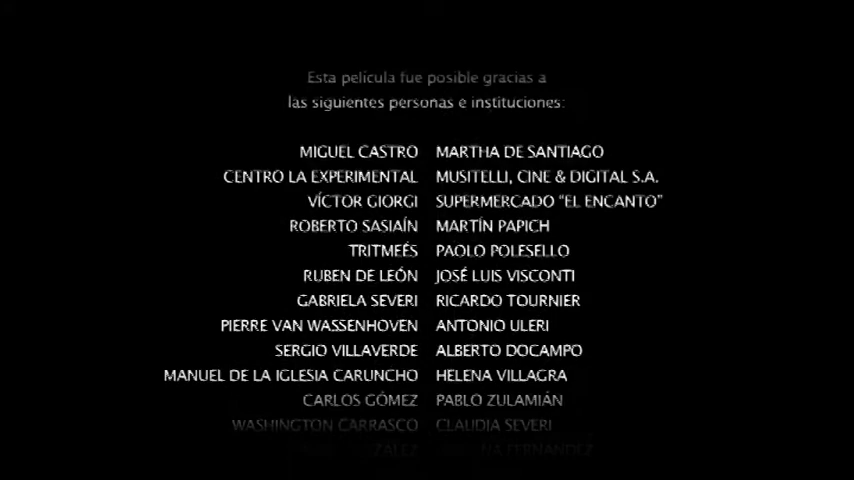 Esta película fue posible gracias a
las siguientes personas e instituciones:
MIGUEL CASTRO MARTHA DE SANTIAGO
CENTRO LA EXPERIMENTAL MUSITELLI, CINE & DIGITAL S.A.
VÍCTOR GIORGI SUPERMERCADO "EL ENCANTO"
ROBERTO SASIAÍN MARTÍN PAPICH
TRITMEÉS PAOLO POLESELLO
RUBEN DE LEÓN JOSÉ LUIS VISCONTI
GABRIELA SEVERI RICARDO TOURNIER
PIERRE VAN WASSENHOVEN ANTONIO ULERI
SERGIO VILLAVERDE ALBERTO DOCAMPO
MANUEL DE LA IGLESIA CARUNCHO HELENA VILLAGRA
CARLOS GÓMEZ PABLO ZULAMIÁN
WASHINGTON CARRASCO CLAUDIA SEVERI
FERNANDEZ